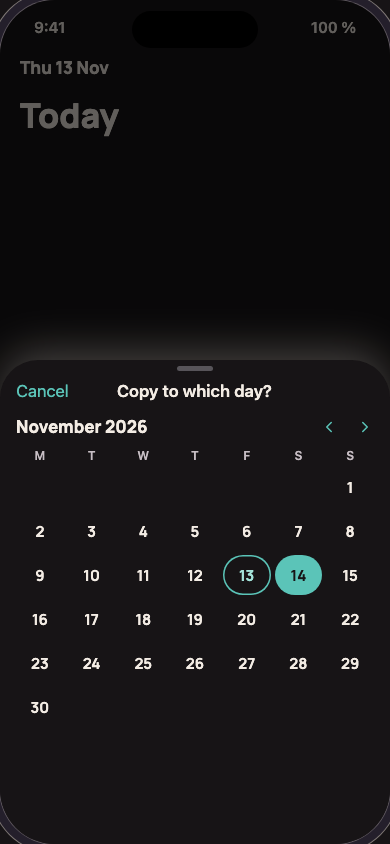 9:41 100 %
Thu 13 Nov
Today
Cancel Copy to which day?
November 2026
M T W T F S S
1
2 3 4 5 6 7 8
9 10 11 12 13 14 15
16 17 18 19 20 21 22
23 24 25 26 27 28 29
30